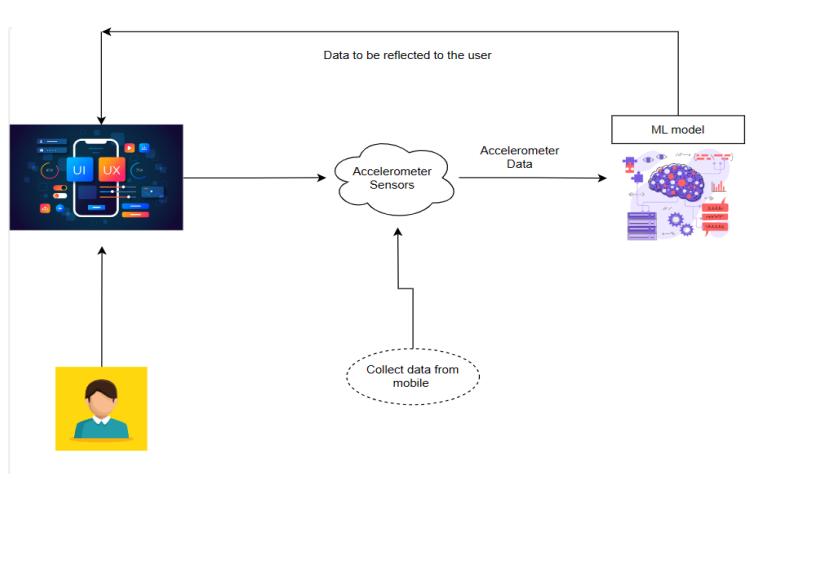 Data to be reflected to the user
ML model
Accelerometer
Data
UI
UX
Accelerometer
Sensors
Collect data from
mobile